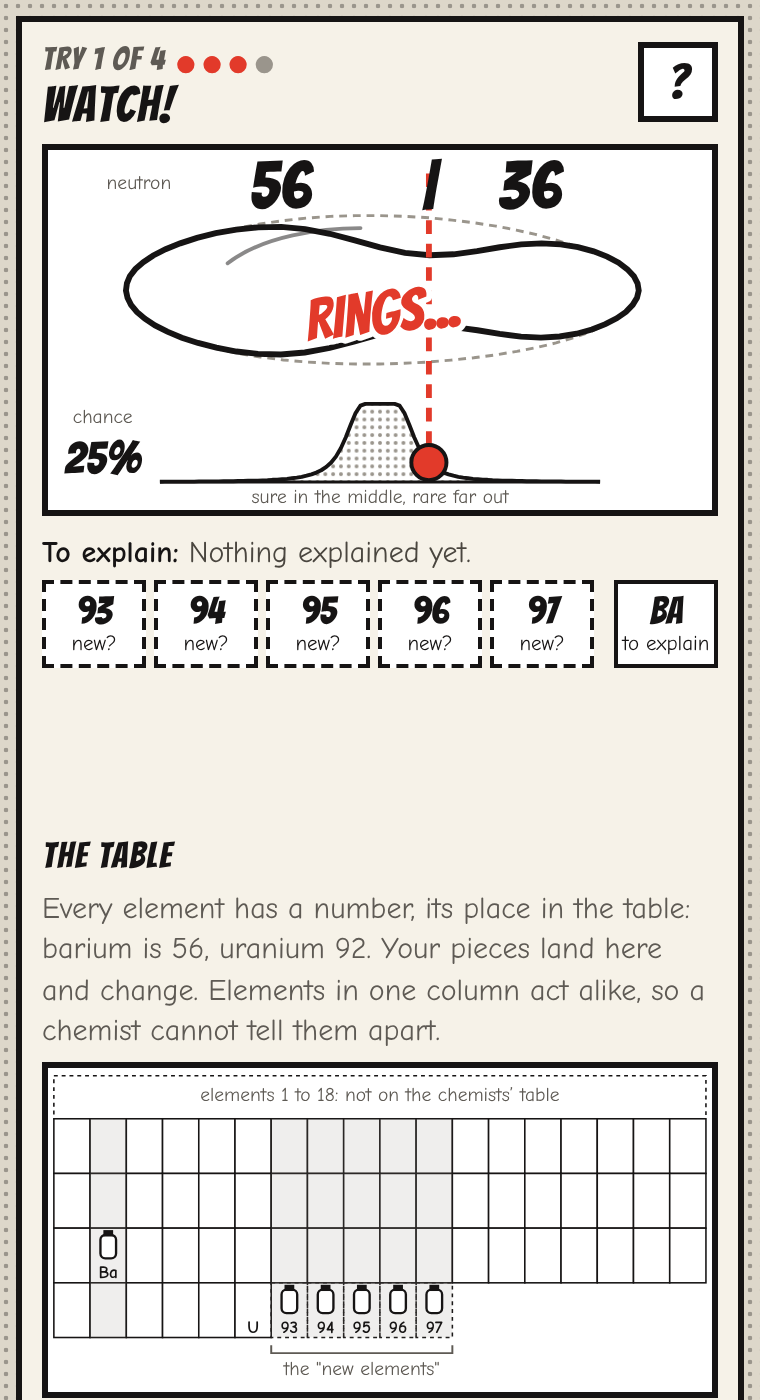 TRY 1 OF 4
WATCH!
?
neutron
56 / 36
RINGS...
chance
25%
sure in the middle, rare far out
To explain: Nothing explained yet.
93 94 95 96 97 BA
new? new? new? new? new? to explain
THE TABLE
Every element has a number, its place in the table:
barium is 56, uranium 92. Your pieces land here
and change. Elements in one column act alike, so a
chemist cannot tell them apart.
elements 1 to 18: not on the chemists' table
Ba
U 93 94 95 96 97
the "new elements"